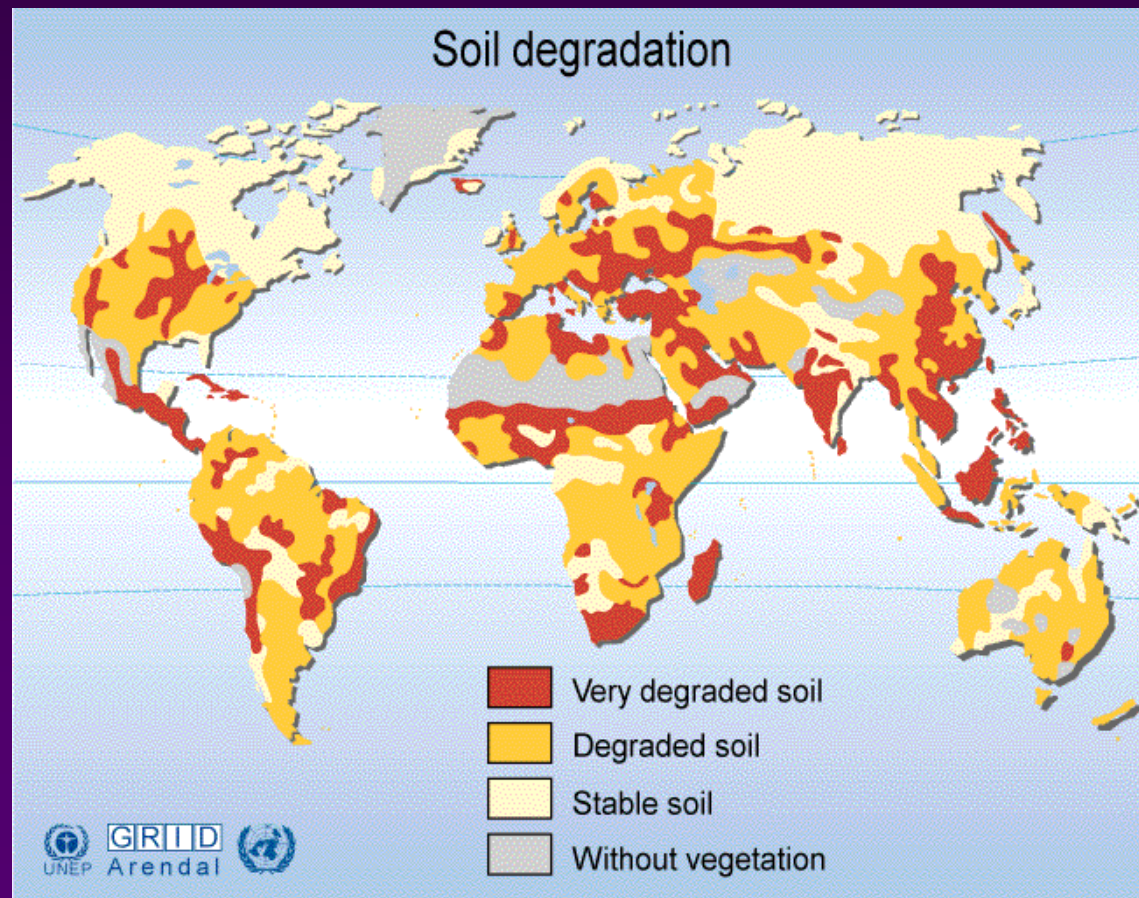 Soil degradation
Very degraded soil
Degraded soil
Stable soil
Without vegetation
UNEP
GRID
Arendal